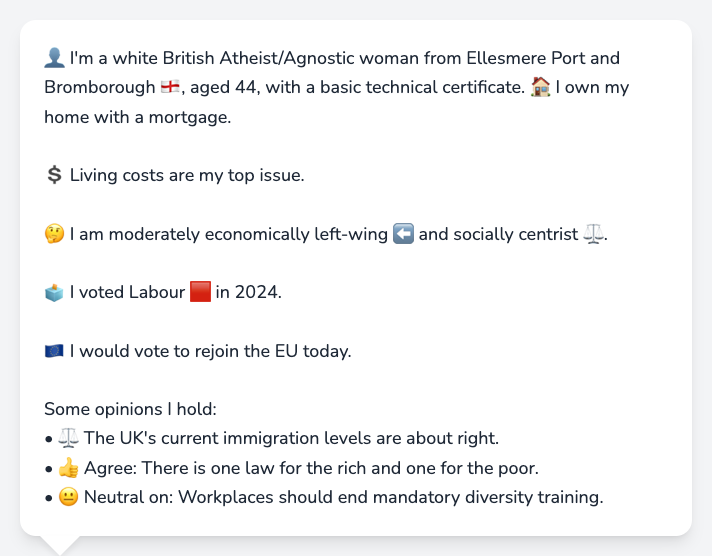 👤 I'm a white British Atheist/Agnostic woman from Ellesmere Port and
Bromborough 🏴󠁧󠁢󠁥󠁮󠁧󠁿, aged 44, with a basic technical certificate. 🏠 I own my
home with a mortgage.
💲 Living costs are my top issue.
🤔 I am moderately economically left-wing ⬅️ and socially centrist ⚖️.
🗳️ I voted Labour 🟥 in 2024.
🇪🇺 I would vote to rejoin the EU today.
Some opinions I hold:
• ⚖️ The UK's current immigration levels are about right.
• 👍 Agree: There is one law for the rich and one for the poor.
• 😐 Neutral on: Workplaces should end mandatory diversity training.